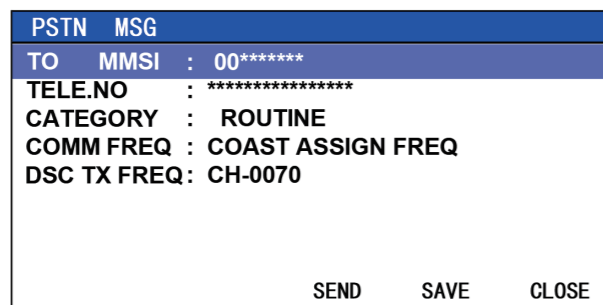 PSTN MSG
TO MMSI : 00*******
TELE.NO : ****************
CATEGORY : ROUTINE
COMM FREQ : COAST ASSIGN FREQ
DSC TX FREQ: CH-0070
SEND SAVE CLOSE